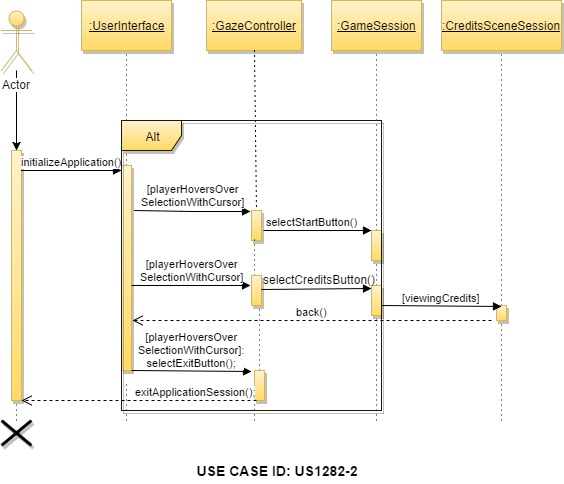 :UserInterface
:GazeController
:GameSession
:CreditsSceneSession
Actor
Alt
initializeApplication()
[playerHoversOver
SelectionWithCursor]
selectStartButton()
[playerHoversOver
SelectionWithCursor]
selectCreditsButton()
[viewingCredits]
back()
[playerHoversOver
SelectionWithCursor]:
selectExitButton();
exitApplicationSession();
USE CASE ID: US1282-2